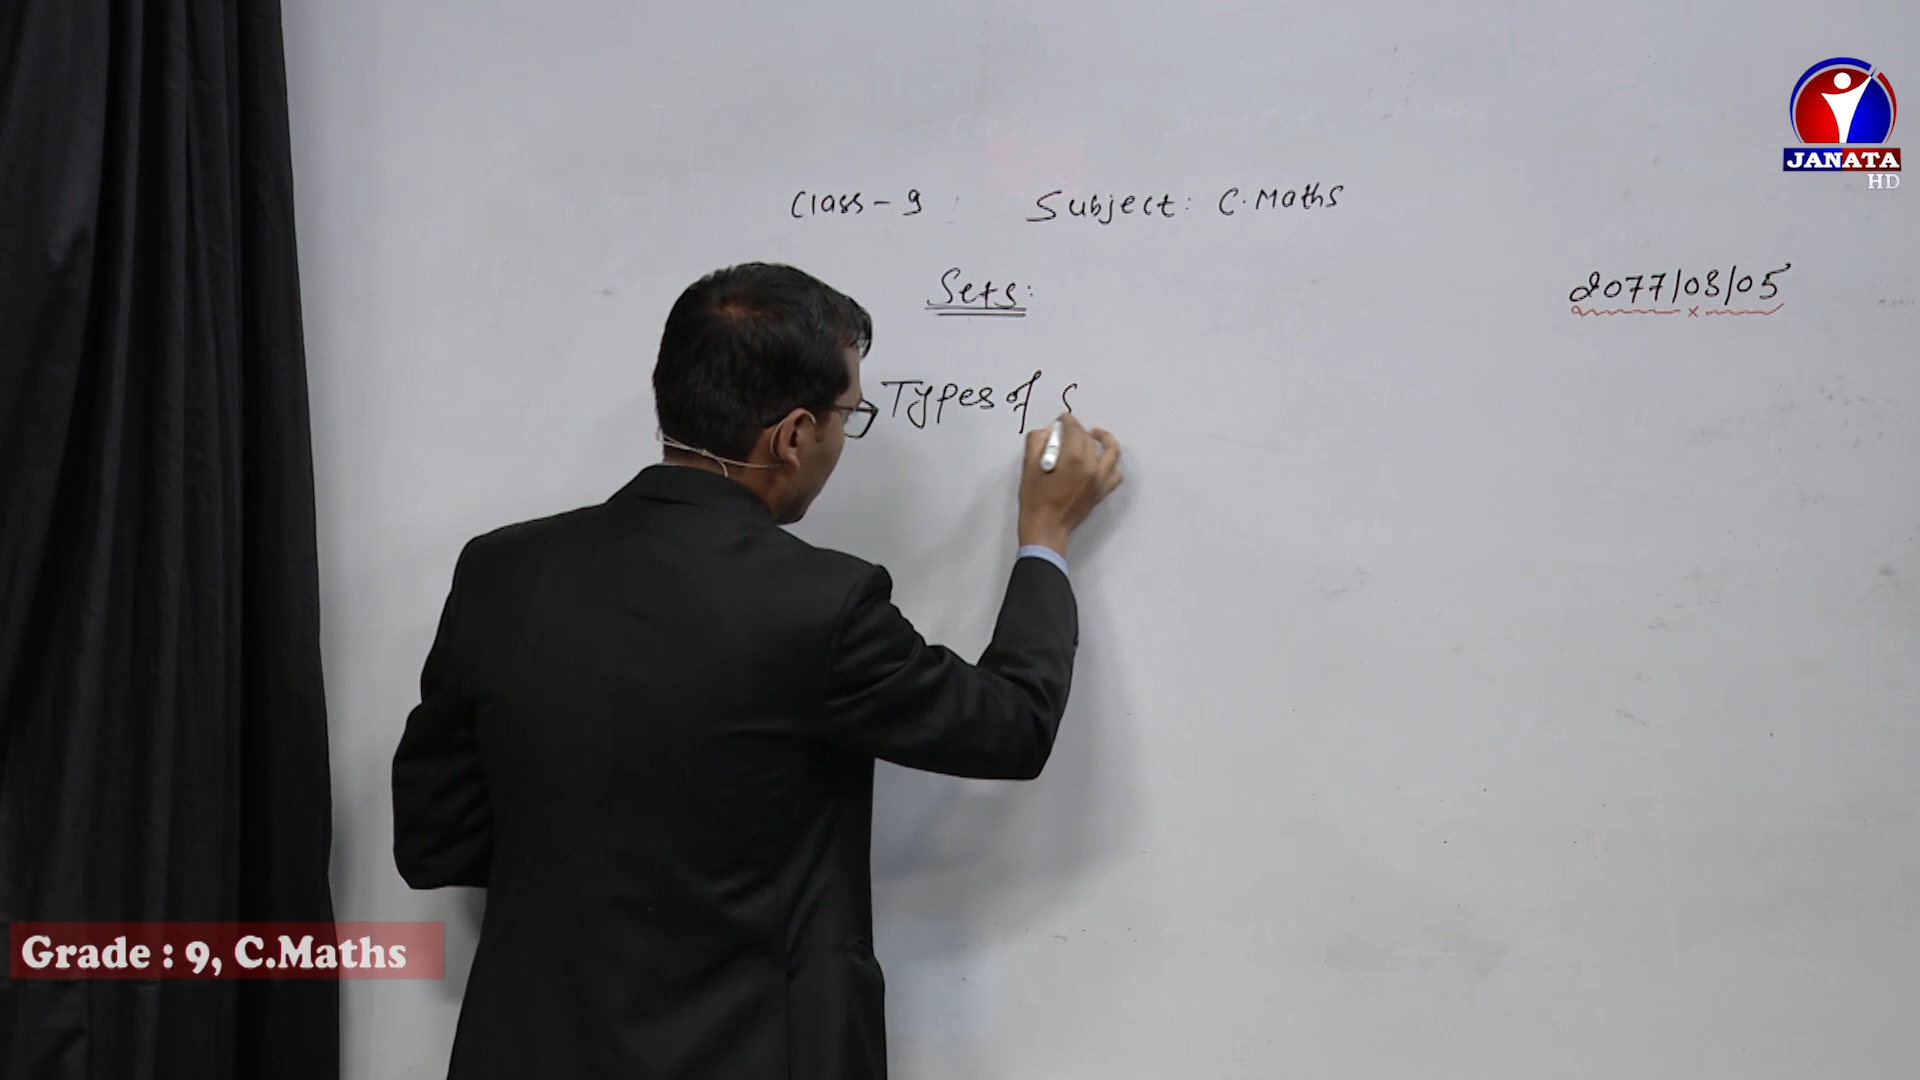 JANATA
HD
Class - 9 Subject: C. Maths
Sets:
2077/08/05
Types of S
Grade : 9, C.Maths